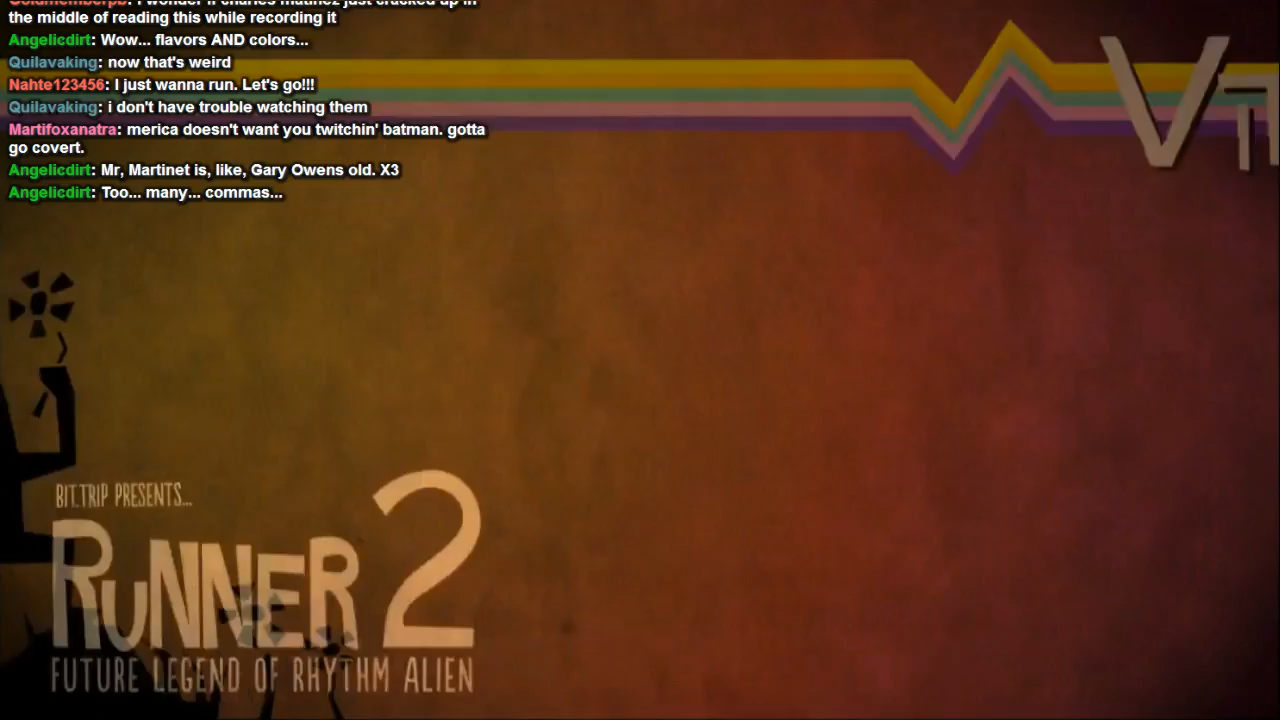 the middle of reading this while recording it
Angelicdirt: Wow... flavors AND colors...
Quilavaking: now that's weird
Nahte123456: I just wanna run. Let's go!!!
Quilavaking: i don't have trouble watching them
Martifoxanatra: merica doesn't want you twitchin' batman. gotta
go covert.
Angelicdirt: Mr, Martinet is, like, Gary Owens old. X3
Angelicdirt: Too... many... commas...
BIT.TRIP PRESENTS...
RUNNER 2
FUTURE LEGEND OF RHYTHM ALIEN